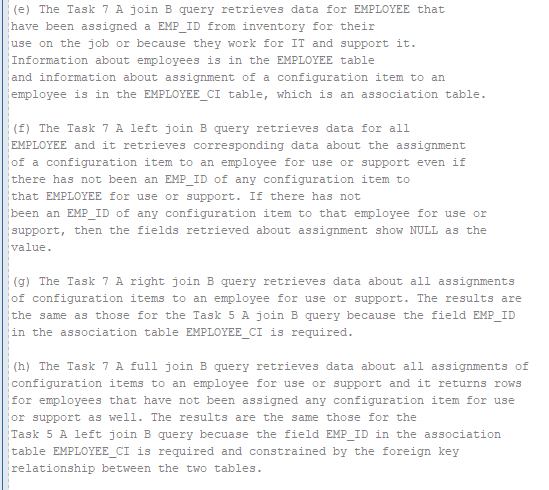 (e) The Task 7 A join B query retrieves data for EMPLOYEE that
have been assigned a EMP_ID from inventory for their
use on the job or because they work for IT and support it.
Information about employees is in the EMPLOYEE table
and information about assignment of a configuration item to an
employee is in the EMPLOYEE_CI table, which is an association table.
(f) The Task 7 A left join B query retrieves data for all
EMPLOYEE and it retrieves corresponding data about the assignment
of a configuration item to an employee for use or support even if
there has not been an EMP_ID of any configuration item to
that EMPLOYEE for use or support. If there has not
been an EMP_ID of any configuration item to that employee for use or
support, then the fields retrieved about assignment show NULL as the
value.
(g) The Task 7 A right join B query retrieves data about all assignments
of configuration items to an employee for use or support. The results are
the same as those for the Task 5 A join B query because the field EMP_ID
in the association table EMPLOYEE_CI is required.
(h) The Task 7 A full join B query retrieves data about all assignments of
configuration items to an employee for use or support and it returns rows
for employees that have not been assigned any configuration item for use
or support as well. The results are the same those for the
Task 5 A left join B query becuase the field EMP_ID in the association
table EMPLOYEE_CI is required and constrained by the foreign key
relationship between the two tables.